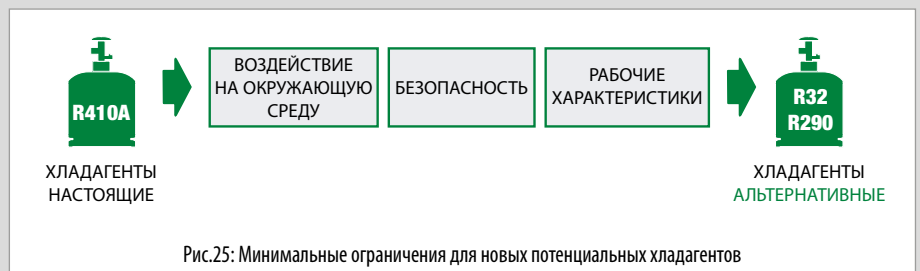 R410A
ХЛАДАГЕНТЫ
НАСТОЯЩИЕ
ВОЗДЕЙСТВИЕ
НА ОКРУЖАЮЩУЮ
СРЕДУ
БЕЗОПАСНОСТЬ
РАБОЧИЕ
ХАРАКТЕРИСТИКИ
R32
R290
ХЛАДАГЕНТЫ
АЛЬТЕРНАТИВНЫЕ
Рис.25: Минимальные ограничения для новых потенциальных хладагентов